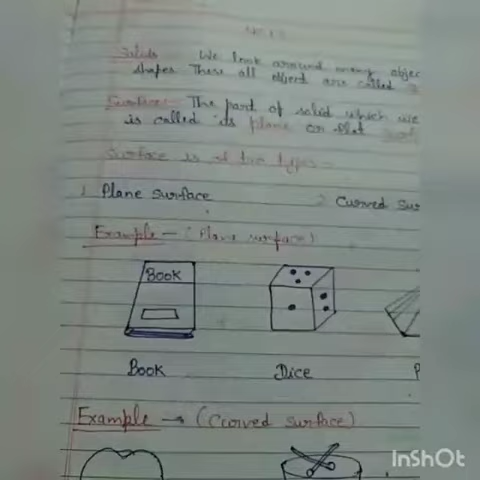 Solids We look around many objec
shapes These all object are called
Surface:- The part of solid which we
is called its plane or flat
Surface is of two types -
1 Plane Surface 2 Curved Sur
Example - (Plane surface)
BOOK
Book Dice P
Example → (Curved surface)
InShOt